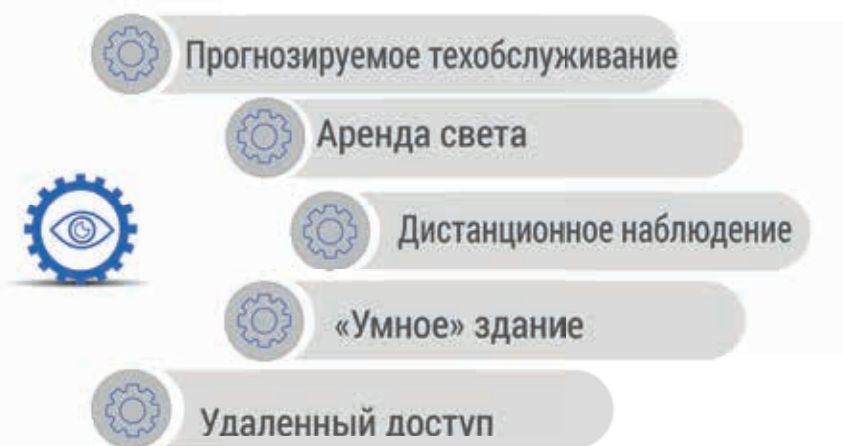 Прогнозируемое техобслуживание
Аренда света
Дистанционное наблюдение
«Умное» здание
Удаленный доступ